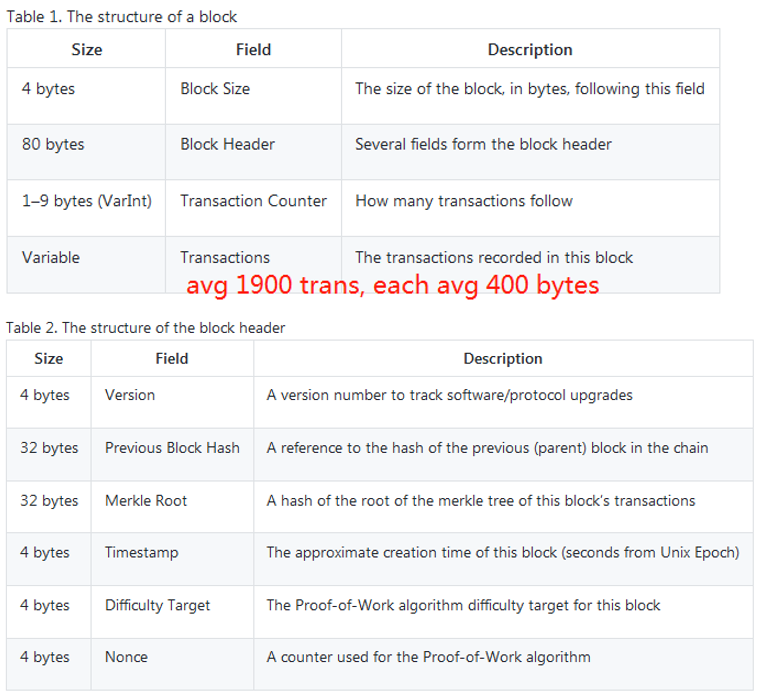 Table 1. The structure of a block
Size Field Description
4 bytes Block Size The size of the block, in bytes, following this field
80 bytes Block Header Several fields form the block header
1–9 bytes (VarInt) Transaction Counter How many transactions follow
Variable Transactions The transactions recorded in this block
avg 1900 trans, each avg 400 bytes
Table 2. The structure of the block header
Size Field Description
4 bytes Version A version number to track software/protocol upgrades
32 bytes Previous Block Hash A reference to the hash of the previous (parent) block in the chain
32 bytes Merkle Root A hash of the root of the merkle tree of this block’s transactions
4 bytes Timestamp The approximate creation time of this block (seconds from Unix Epoch)
4 bytes Difficulty Target The Proof-of-Work algorithm difficulty target for this block
4 bytes Nonce A counter used for the Proof-of-Work algorithm